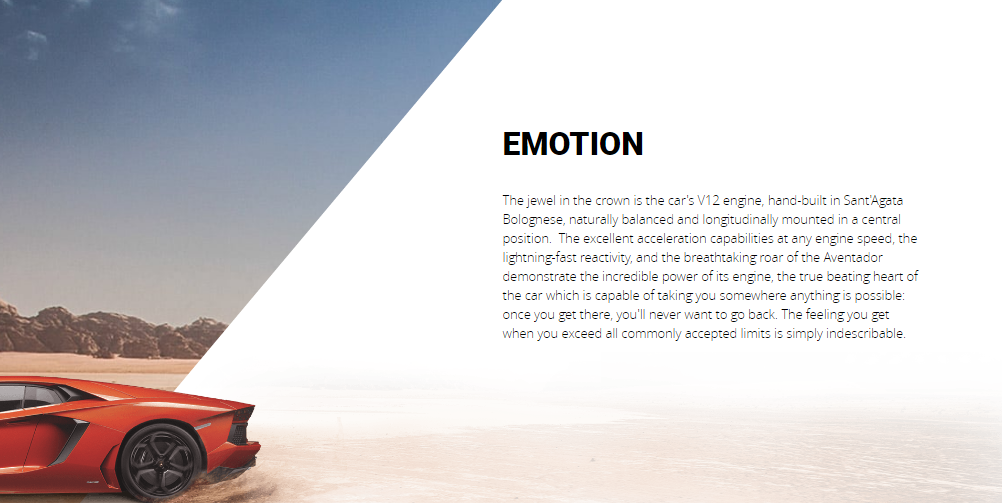 EMOTION
The jewel in the crown is the car's V12 engine, hand-built in Sant'Agata
Bolognese, naturally balanced and longitudinally mounted in a central
position.  The excellent acceleration capabilities at any engine speed, the
lightning-fast reactivity, and the breathtaking roar of the Aventador
demonstrate the incredible power of its engine, the true beating heart of
the car which is capable of taking you somewhere anything is possible:
once you get there, you'll never want to go back. The feeling you get
when you exceed all commonly accepted limits is simply indescribable.